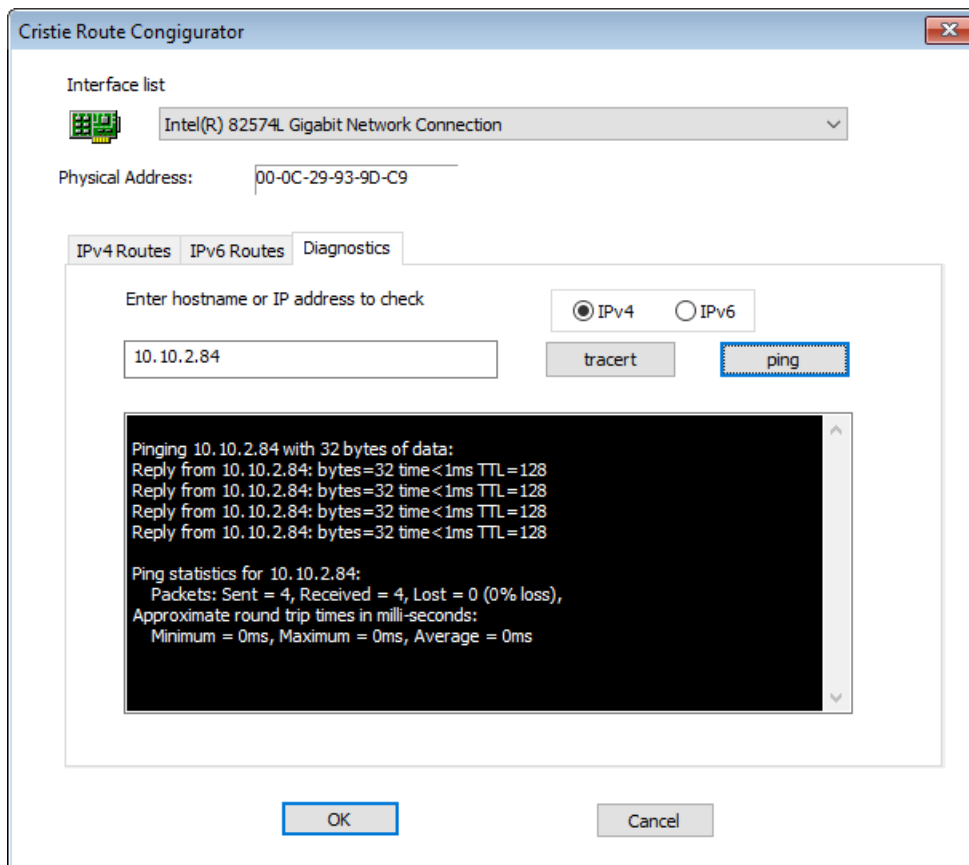 Cristie Route Congigurator
Interface list
Intel(R) 82574L Gigabit Network Connection
Physical Address: 00-0C-29-93-9D-C9
IPv4 Routes IPv6 Routes Diagnostics
Enter hostname or IP address to check
IPv4 IPv6
10.10.2.84 tracert ping
Pinging 10.10.2.84 with 32 bytes of data:
Reply from 10.10.2.84: bytes=32 time<1ms TTL=128
Reply from 10.10.2.84: bytes=32 time<1ms TTL=128
Reply from 10.10.2.84: bytes=32 time<1ms TTL=128
Reply from 10.10.2.84: bytes=32 time<1ms TTL=128
Ping statistics for 10.10.2.84:
Packets: Sent = 4, Received = 4, Lost = 0 (0% loss),
Approximate round trip times in milli-seconds:
Minimum = 0ms, Maximum = 0ms, Average = 0ms
OK Cancel